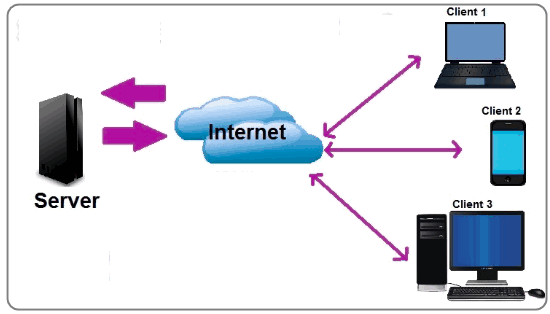 Client 1
Client 2
Internet
Server
Client 3